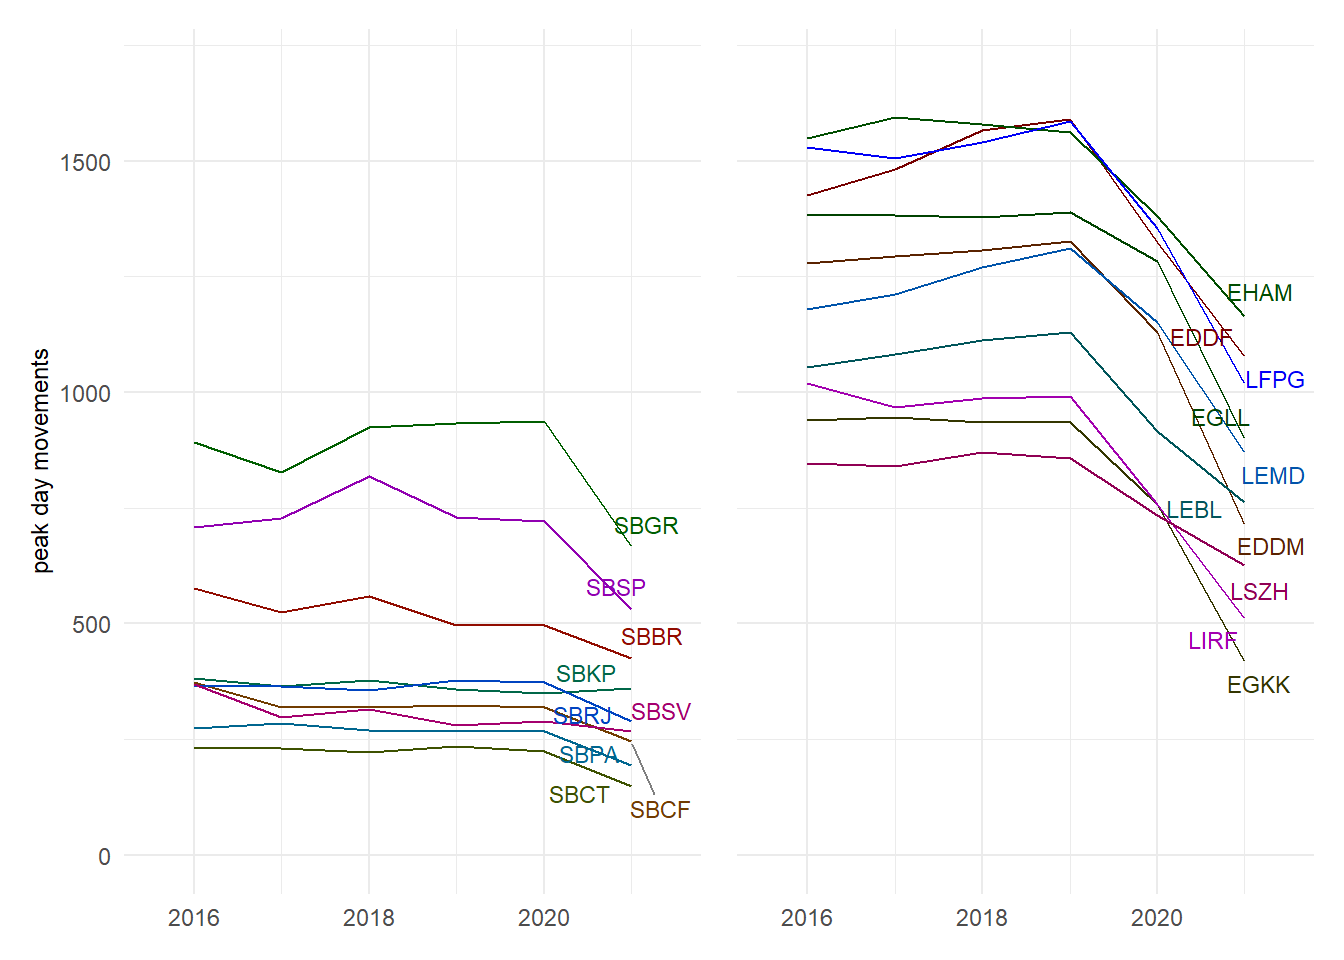 peak day movements
1500
1000
500
0
SBGR
SBSP
SBBR
SBKP
SBSV
SBRJ
SBPA
SBCT
SBCF
2016
2018
2020
EHAM
EDDF
LFPG
EGLL
LEMD
LEBL
EDDM
LSZH
LIRF
EGKK
2016
2018
2020